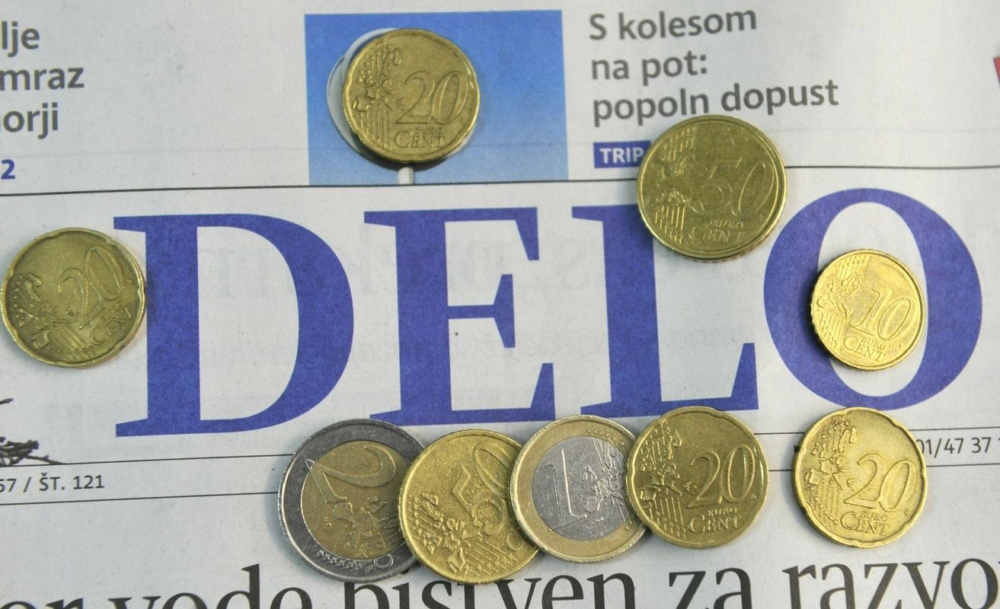 lje
mraz
orji
2
S kolesom
na pot:
popoln dopust
TRIP
20
EURO
CENT
50
EURO
CENT
20
CENT
DELO
10
EURO
CENT
2
50
1
20
EURO
CENT
20
EURO
CENT
57 / ŠT. 121
01/47 37
or vode bistven za razvo